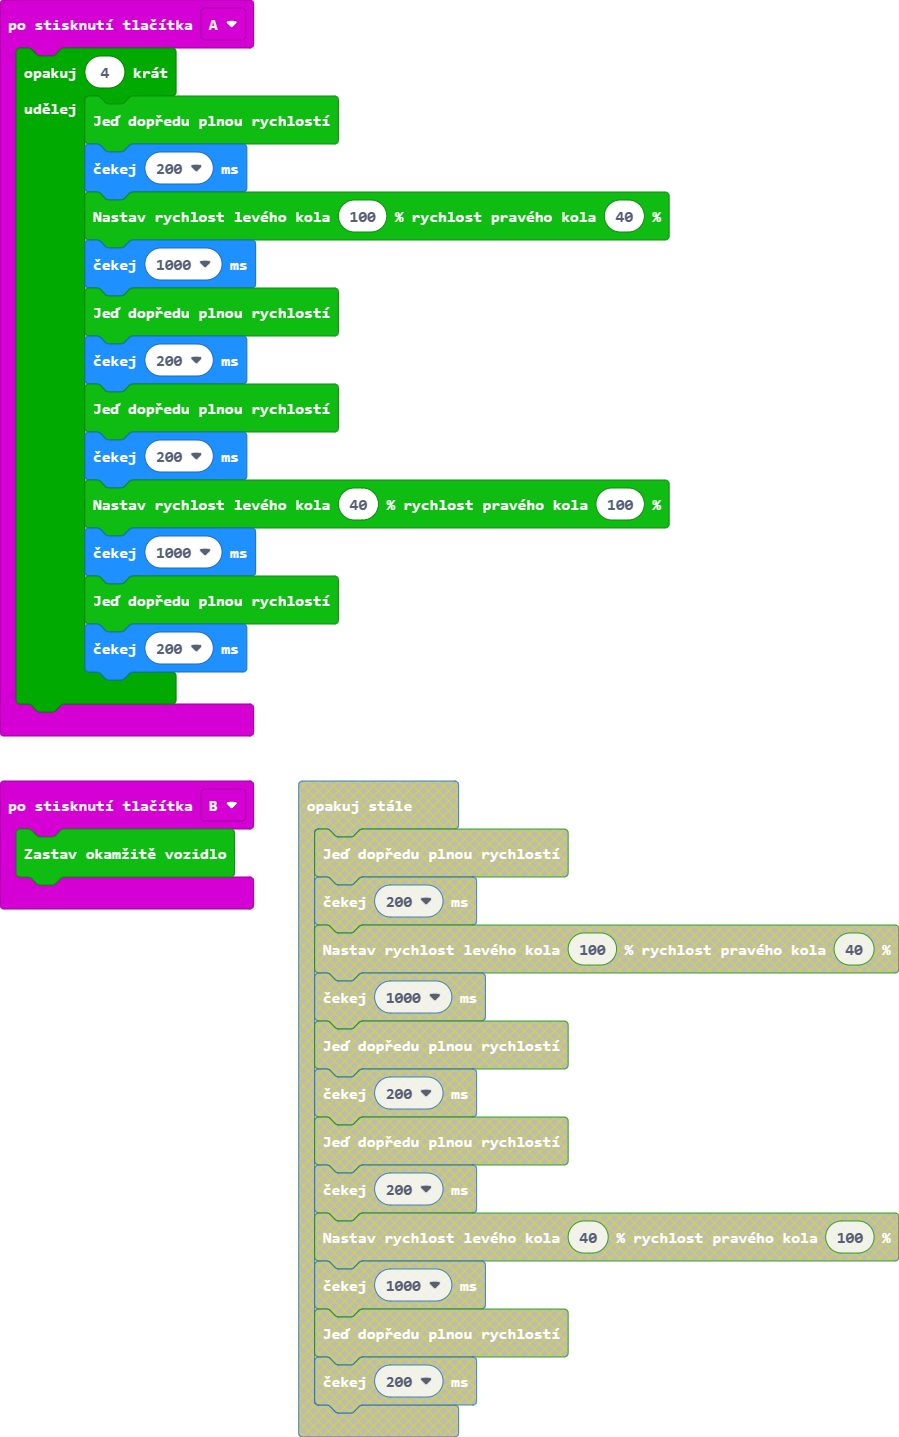 po stisknutí tlačítka A
opakuj 4 krát
udělej
Jeď dopředu plnou rychlostí
čekej 200 ms
Nastav rychlost levého kola 100 % rychlost pravého kola 40 %
čekej 1000 ms
Jeď dopředu plnou rychlostí
čekej 200 ms
Jeď dopředu plnou rychlostí
čekej 200 ms
Nastav rychlost levého kola 40 % rychlost pravého kola 100 %
čekej 1000 ms
Jeď dopředu plnou rychlostí
čekej 200 ms
po stisknutí tlačítka B
Zastav okamžitě vozidlo
opakuj stále
Jeď dopředu plnou rychlostí
čekej 200 ms
Nastav rychlost levého kola 100 % rychlost pravého kola 40 %
čekej 1000 ms
Jeď dopředu plnou rychlostí
čekej 200 ms
Jeď dopředu plnou rychlostí
čekej 200 ms
Nastav rychlost levého kola 40 % rychlost pravého kola 100 %
čekej 1000 ms
Jeď dopředu plnou rychlostí
čekej 200 ms